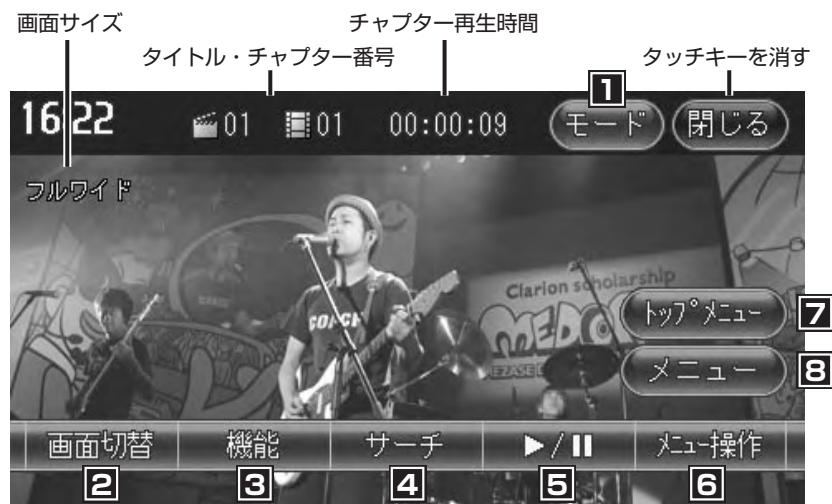 画面サイズ
チャプター再生時間
タイトル・チャプター番号
タッチキーを消す
16:22
01
01
00:00:09
1
モード
閉じる
フルワイド
COACH
Clarion scholarship
トップメニュー
7
メニュー
8
画面切替
機能
サーチ
▶/❚❚
メニュー操作
2
3
4
5
6